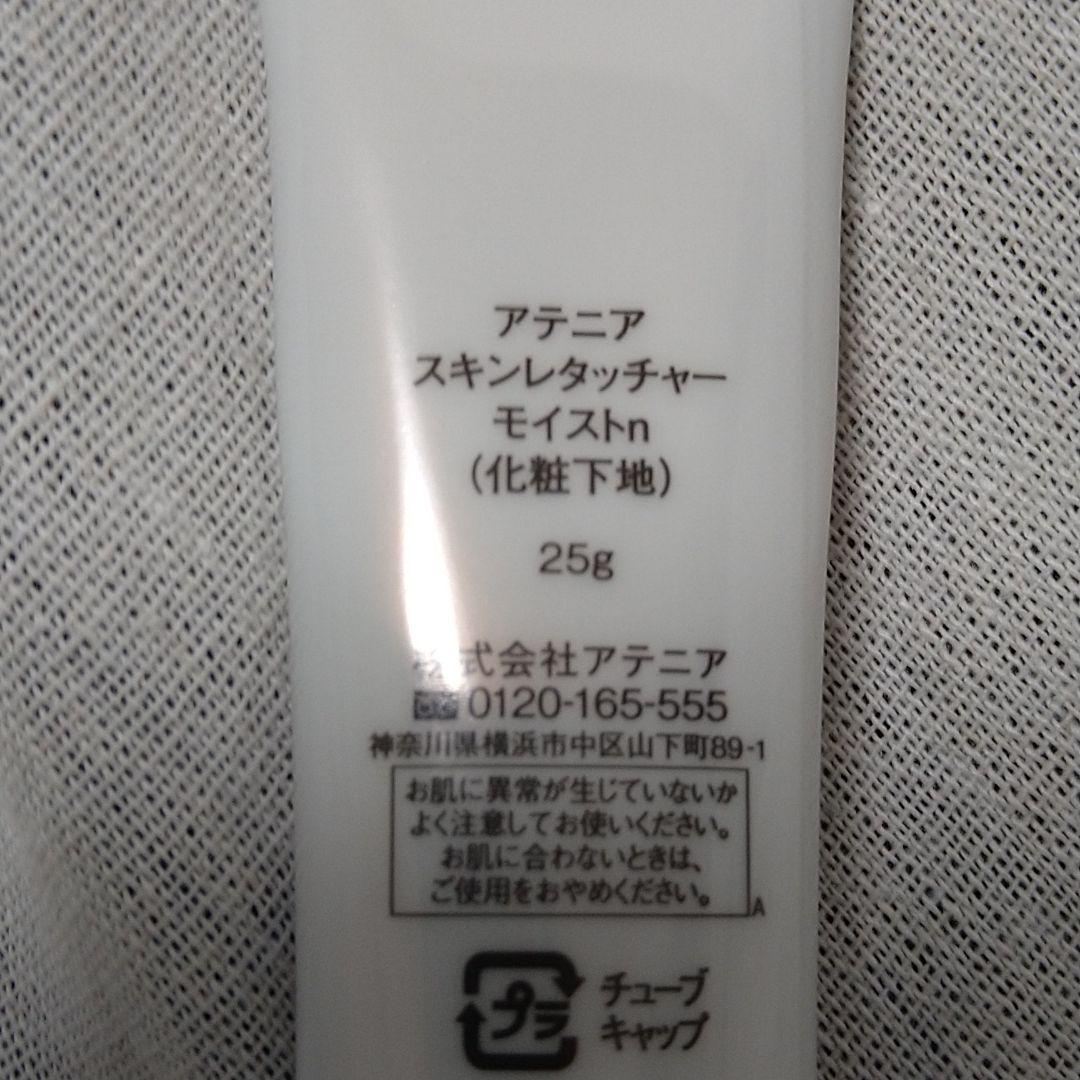 アテニア
スキンレタッチャー
モイストn
(化粧下地)
25g
株式会社アテニア
0120-165-555
神奈川県横浜市中区山下町89-1
お肌に異常が生じていないか
よく注意してお使いください。
お肌に合わないときは、
ご使用をおやめください。
A
プラ
チューブ
キャップ